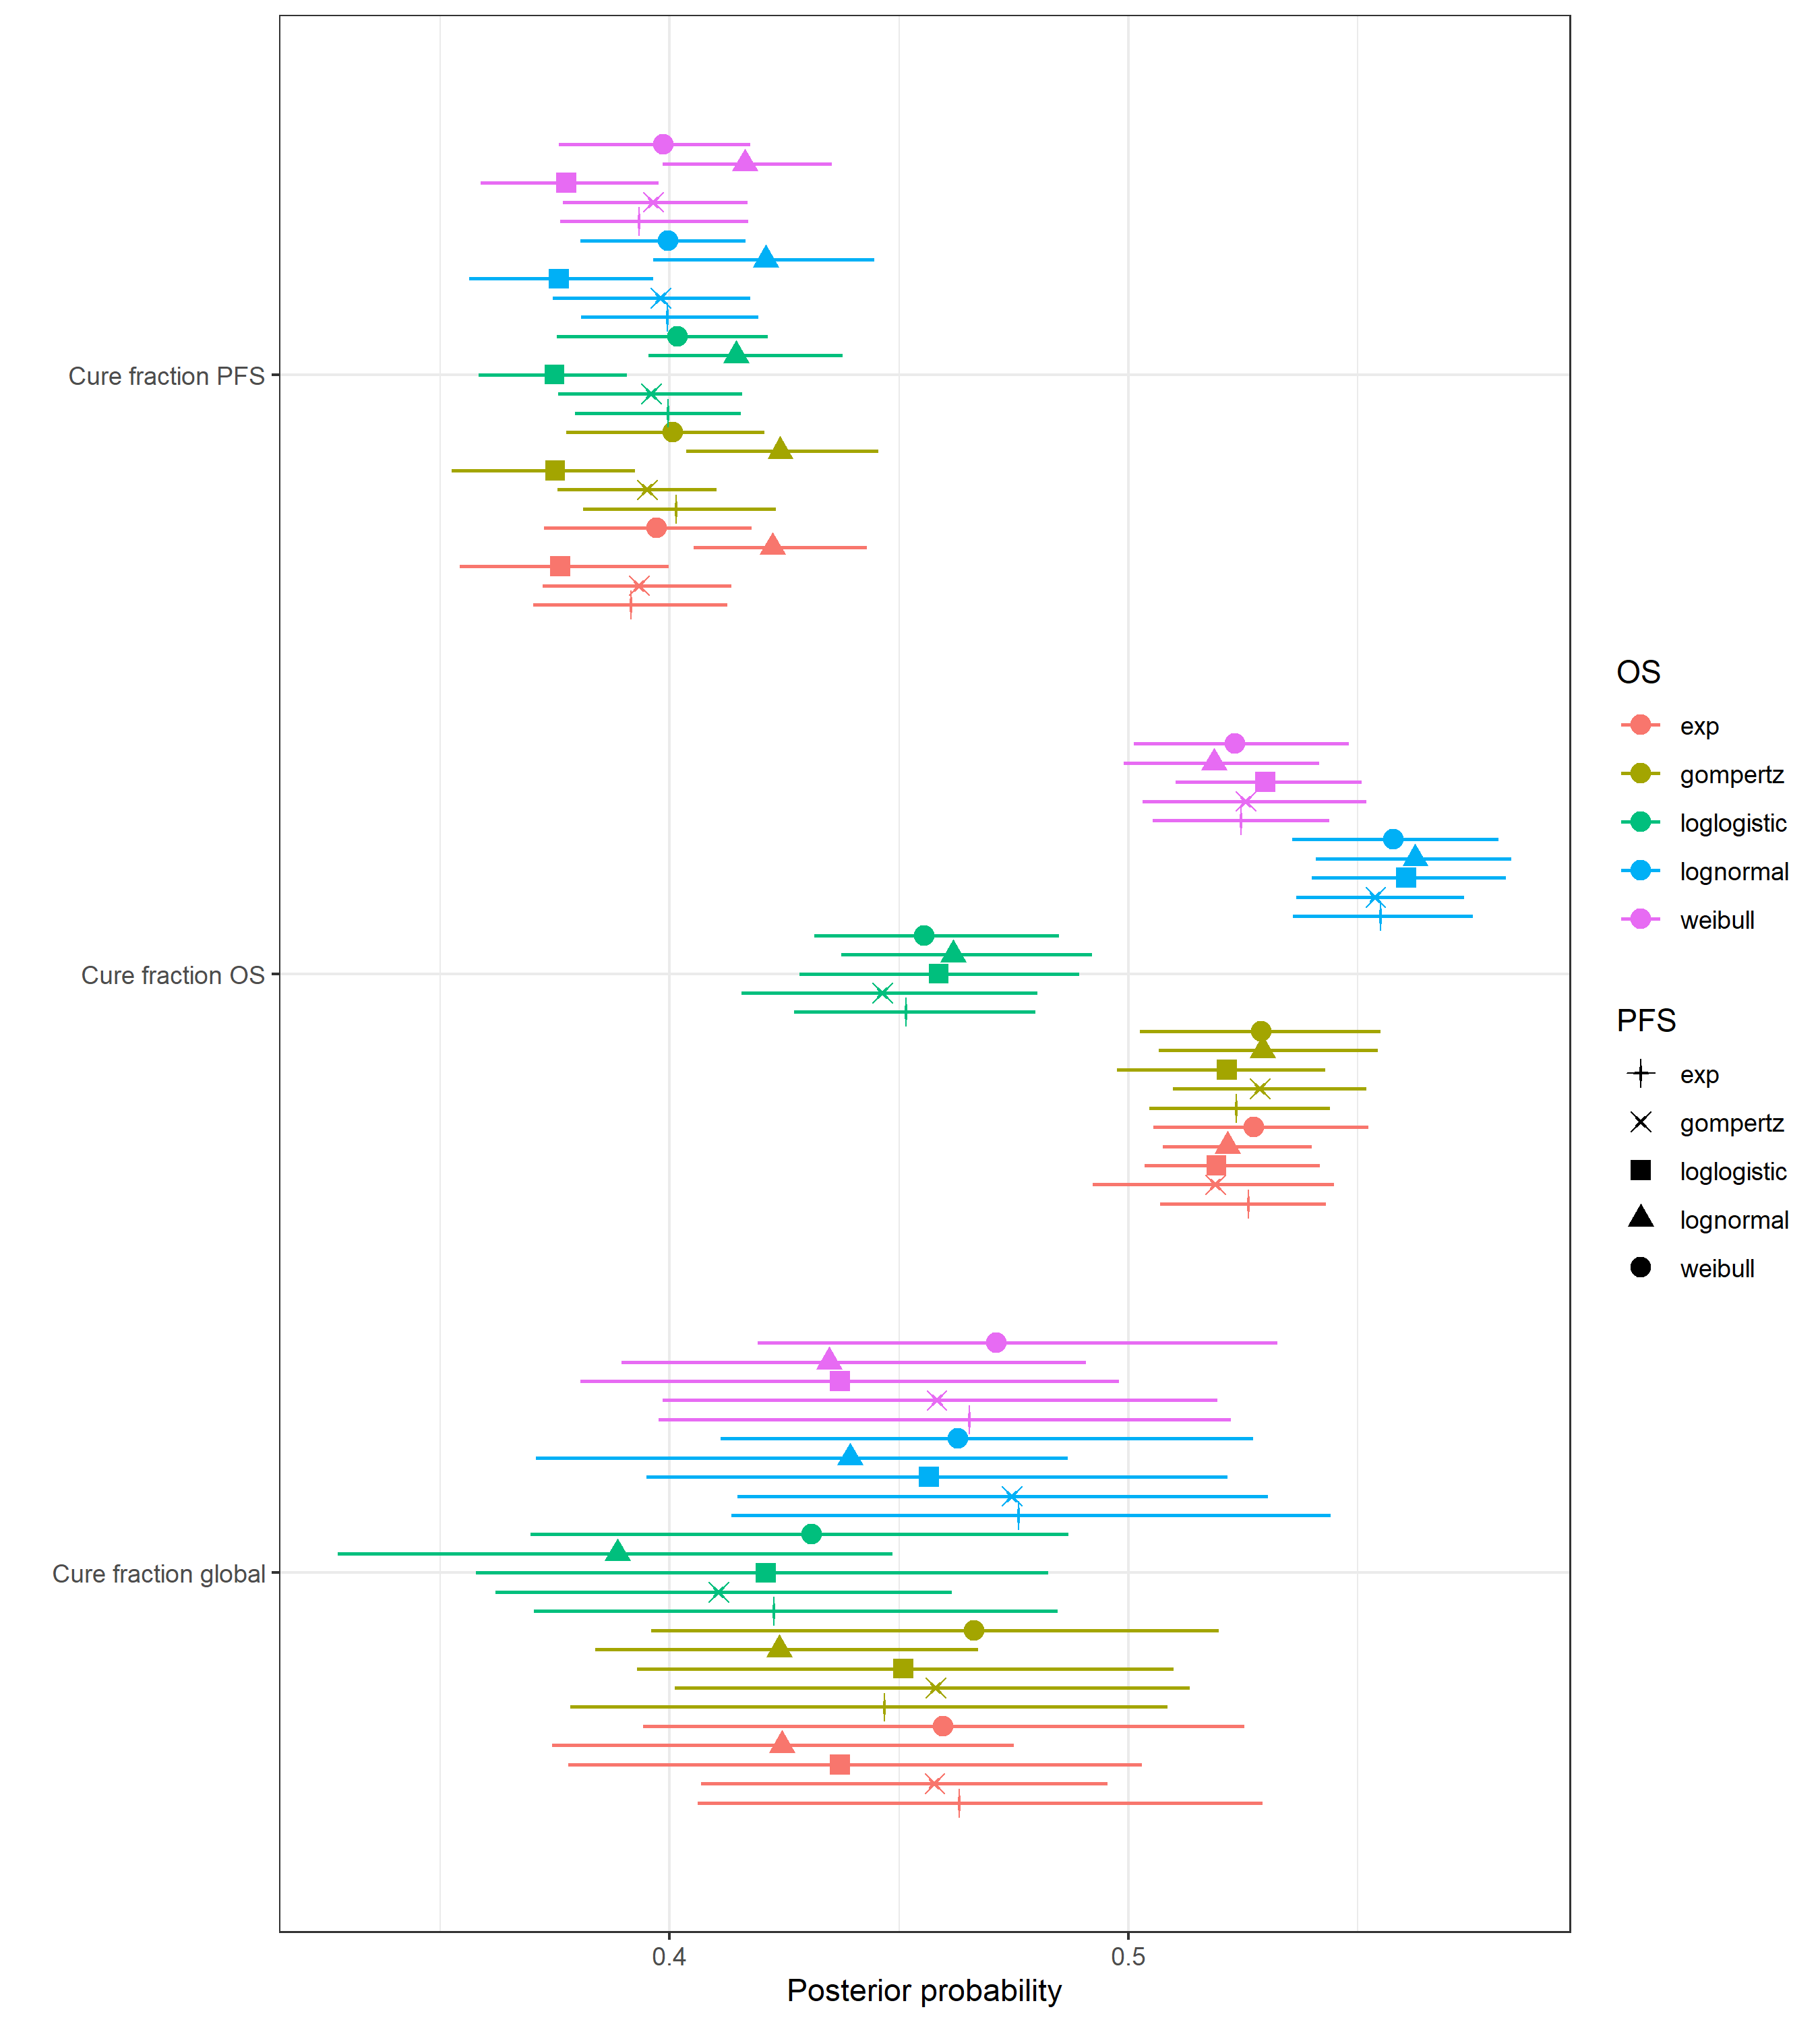 Cure fraction PFS
Cure fraction OS
Cure fraction global
0.4
0.5
Posterior probability
OS
exp
gompertz
loglogistic
lognormal
weibull
PFS
exp
gompertz
loglogistic
lognormal
weibull